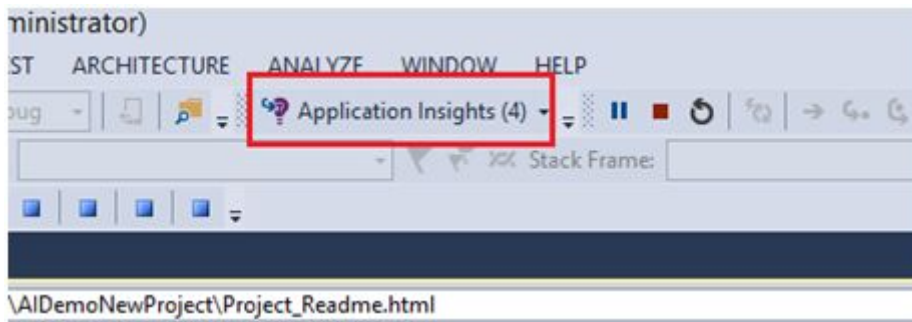 ministrator)
ST ARCHITECTURE ANALYZE WINDOW HELP
bug Application Insights (4)
Stack Frame:
\AIDemoNewProject\Project_Readme.html